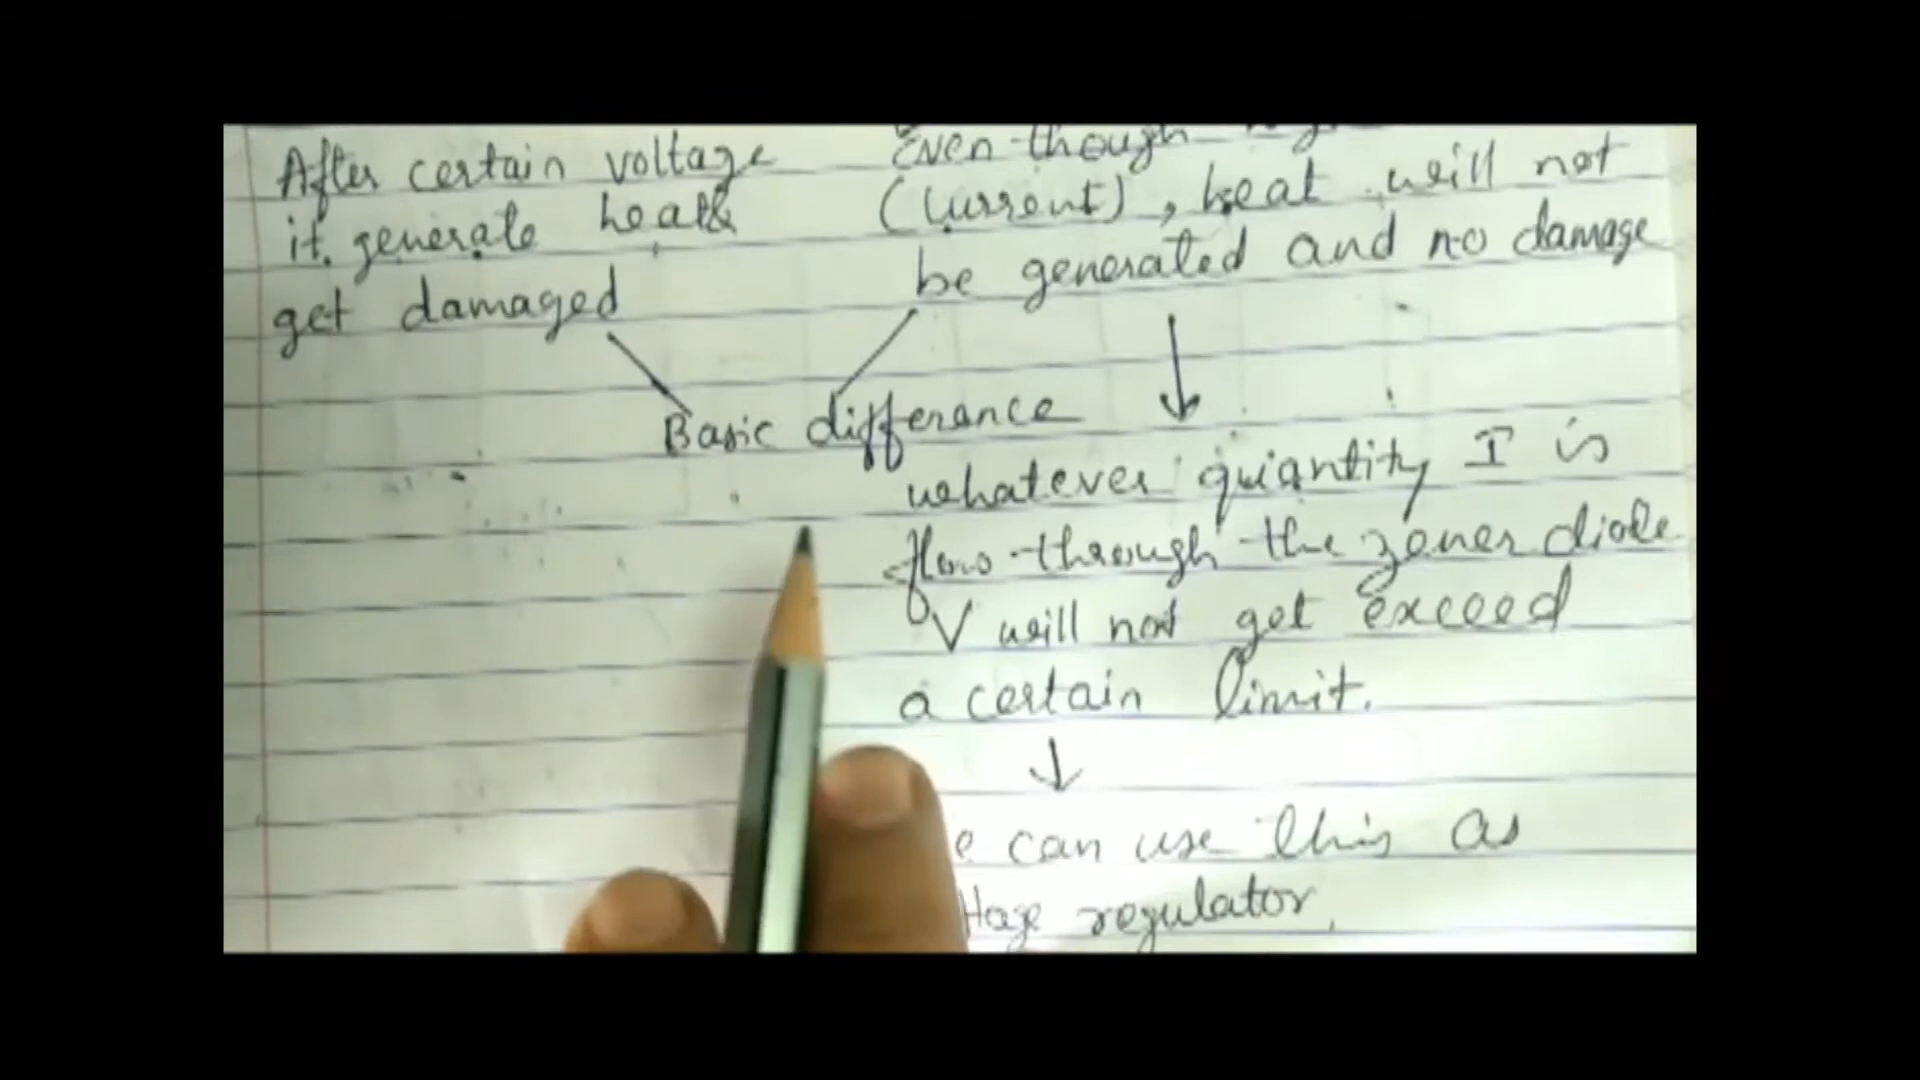 After certain voltage
it generate heat &
get damaged
Even though
(Current), heat will not
be generated and no damage
Basic differance
whatever quiantity I is
flow through the zener diode
V will not get exceed
a certain limit.
e can use this as
ltage regulator.